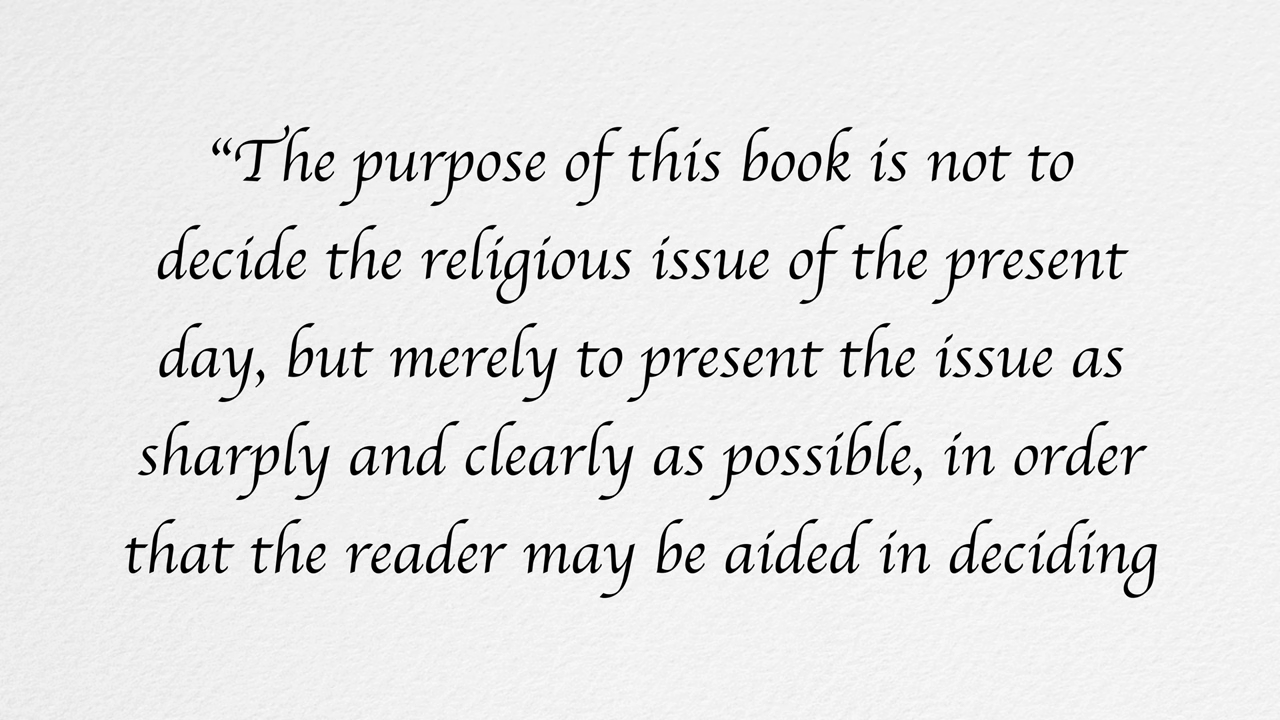 “The purpose of this book is not to
decide the religious issue of the present
day, but merely to present the issue as
sharply and clearly as possible, in order
that the reader may be aided in deciding